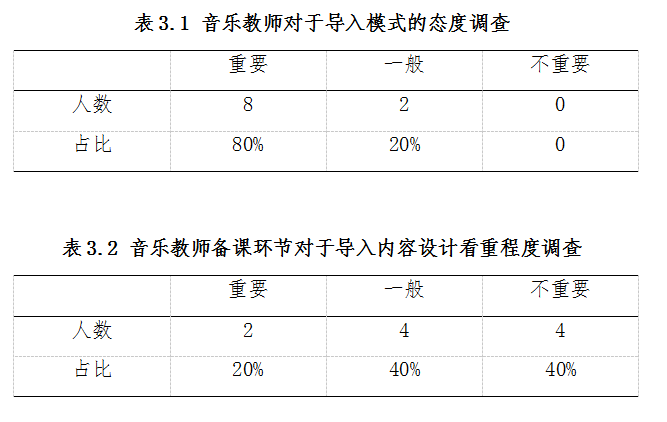 表3.1 音乐教师对于导入模式的态度调查
重要 一般 不重要
人数 8 2 0
占比 80% 20% 0
表3.2 音乐教师备课环节对于导入内容设计看重程度调查
重要 一般 不重要
人数 2 4 4
占比 20% 40% 40%